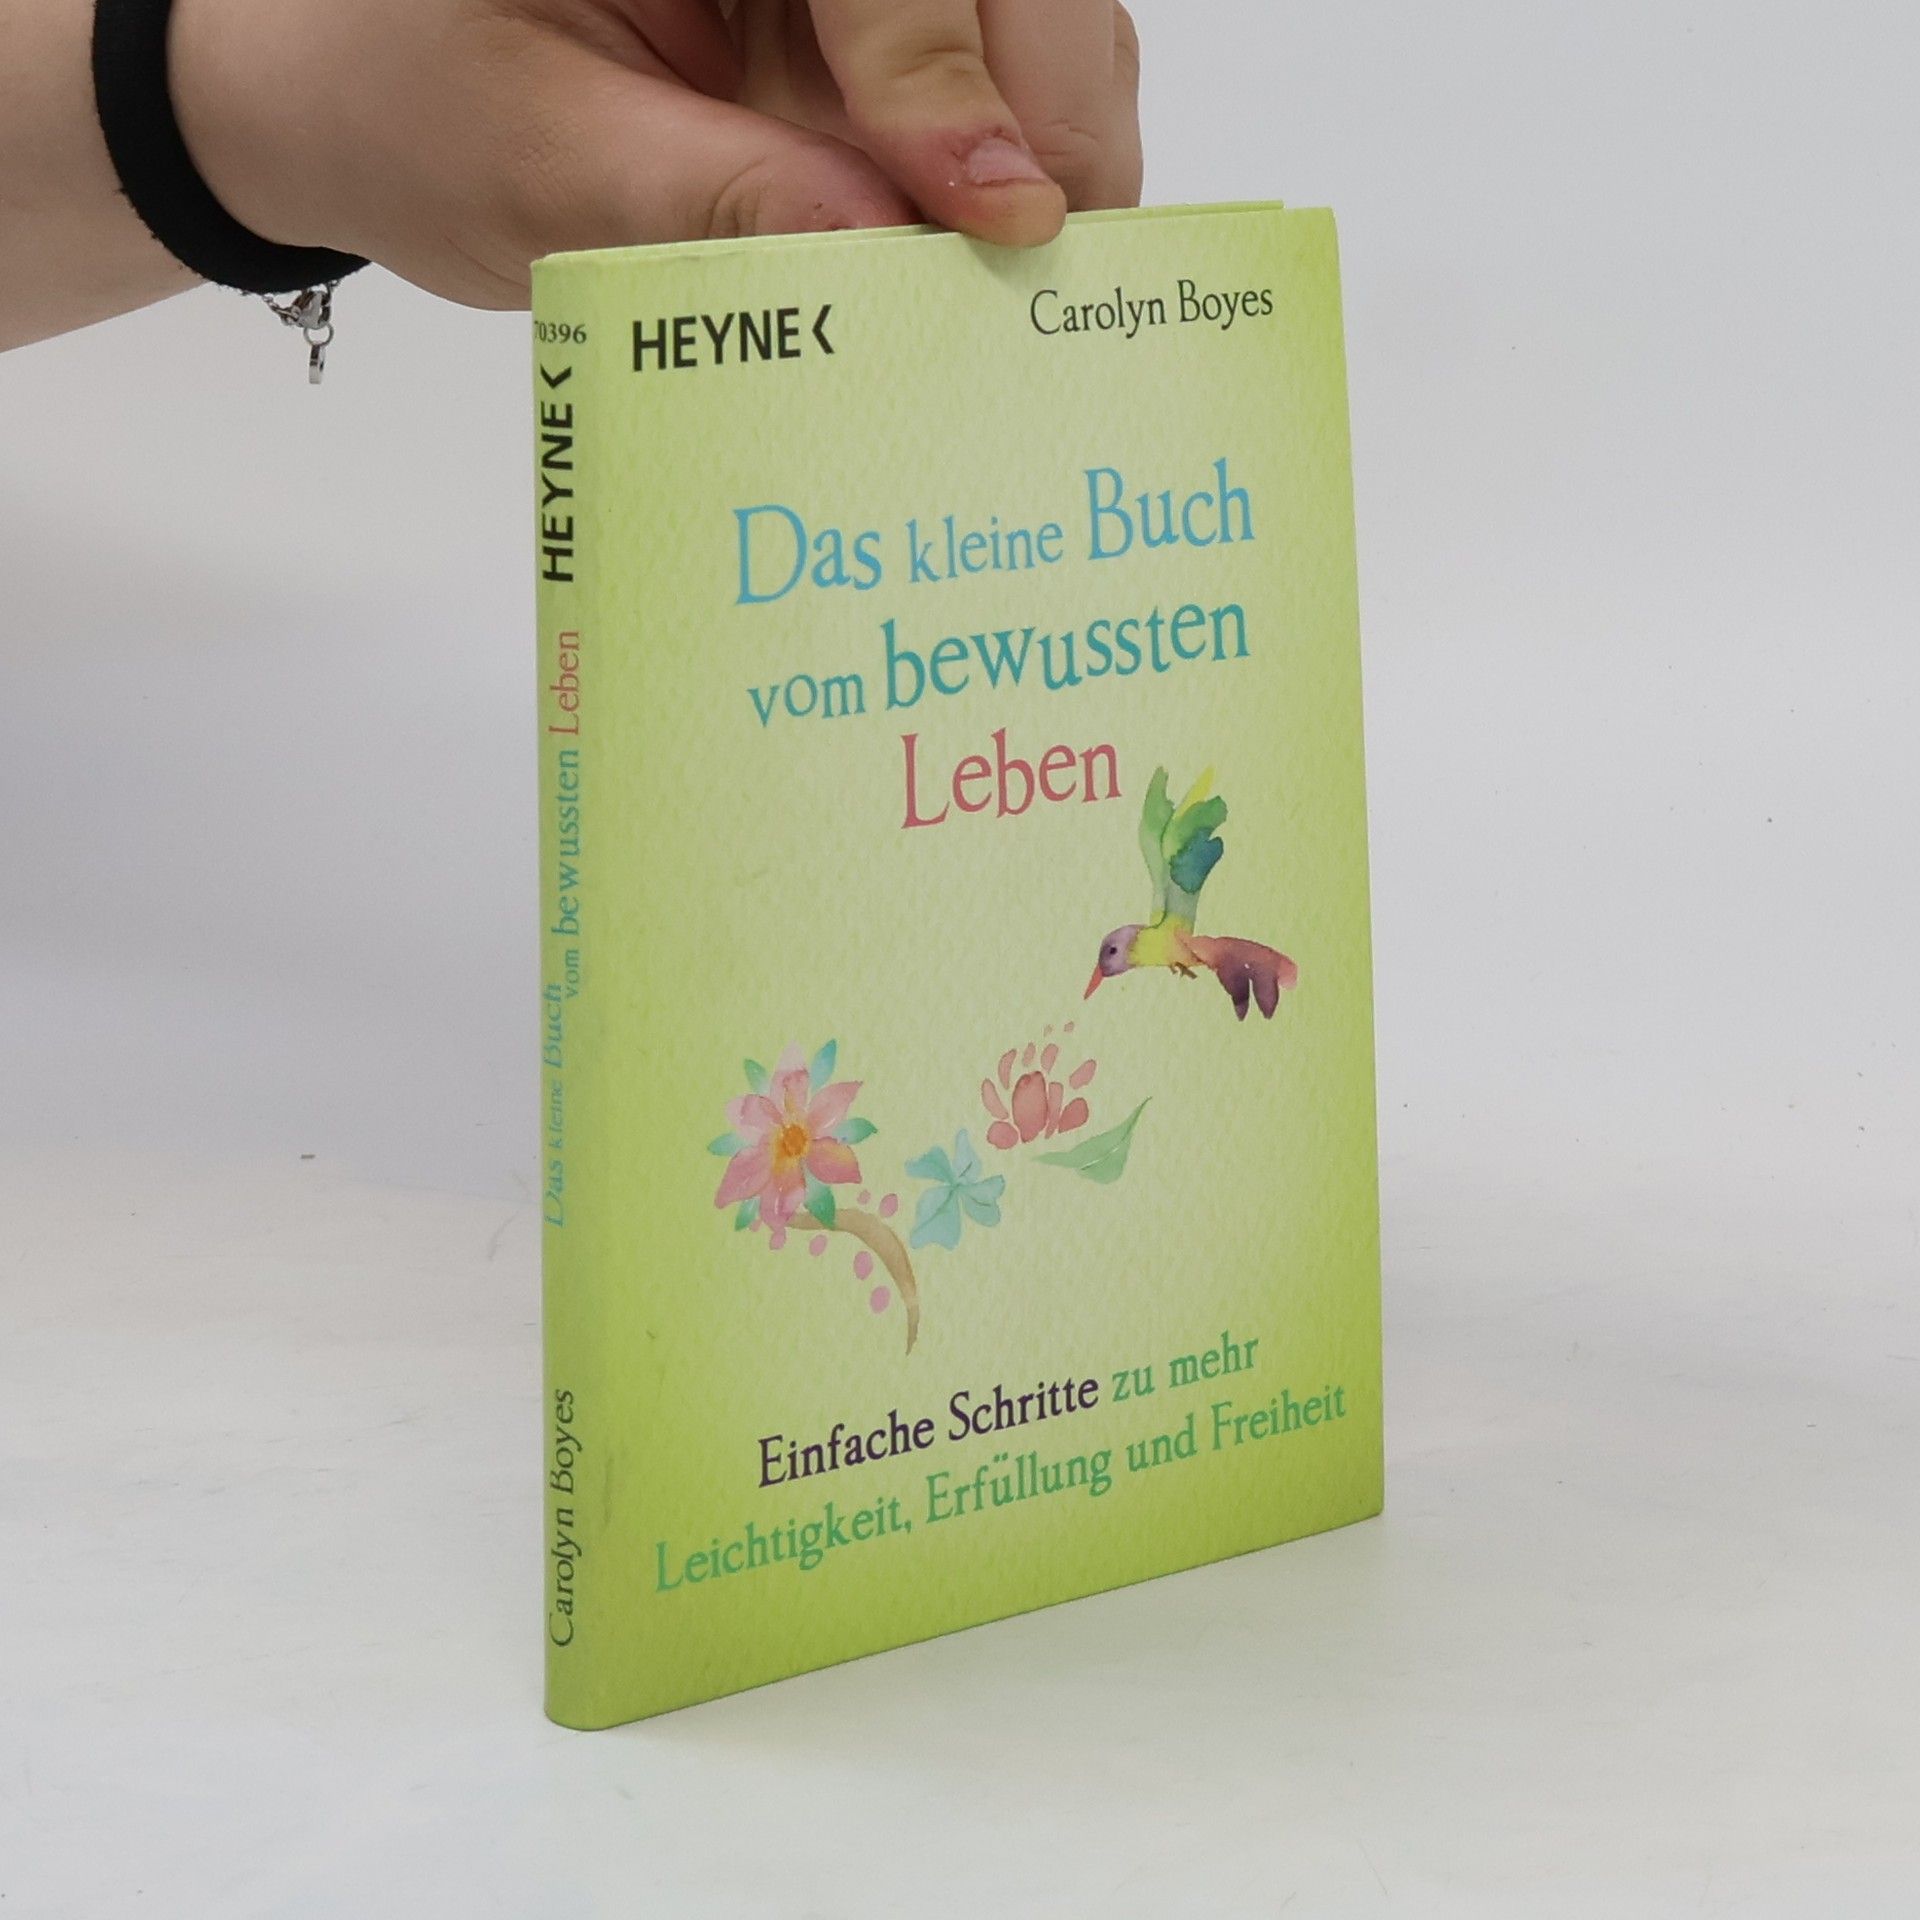 70396
HEYNE
Das kleine Buch
vom bewussten Leben
Carolyn Boyes
HEYNE
Carolyn Boyes
Das kleine Buch
vom bewussten
Leben
Einfache Schritte zu mehr
Leichtigkeit, Erfüllung und Freiheit